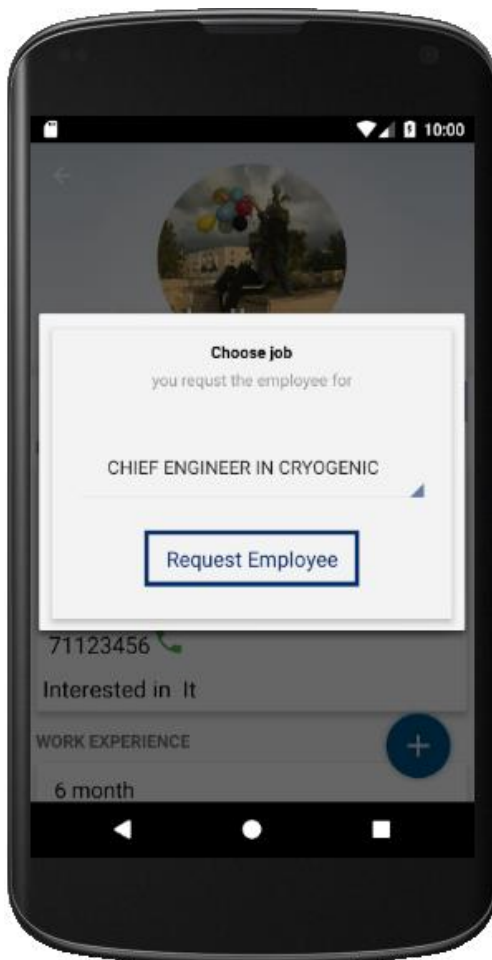 10:00
Choose job
you requst the employee for
CHIEF ENGINEER IN CRYOGENIC
Request Employee
71123456
Interested in It
WORK EXPERIENCE
6 month